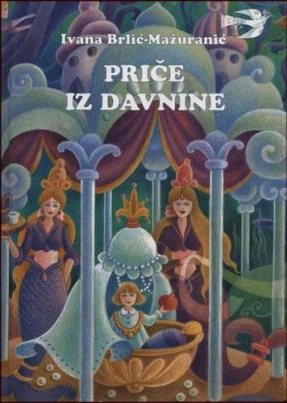 Ivana Brlić-Mažuranić
PRIČE
IZ DAVNINE